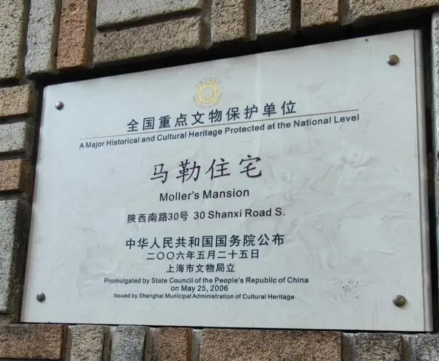 全国重点文物保护单位
A Major Historical and Cultural Heritage Protected at the National Level
马勒住宅
Moller's Mansion
陕西南路30号 30 Shanxi Road S.
中华人民共和国国务院公布
二〇〇六年五月二十五日
上海市文物局立
Promulgated by State Council of the People's Republic of China
on May 25, 2006
Issued by Shanghai Municipal Administration of Cultural Heritage